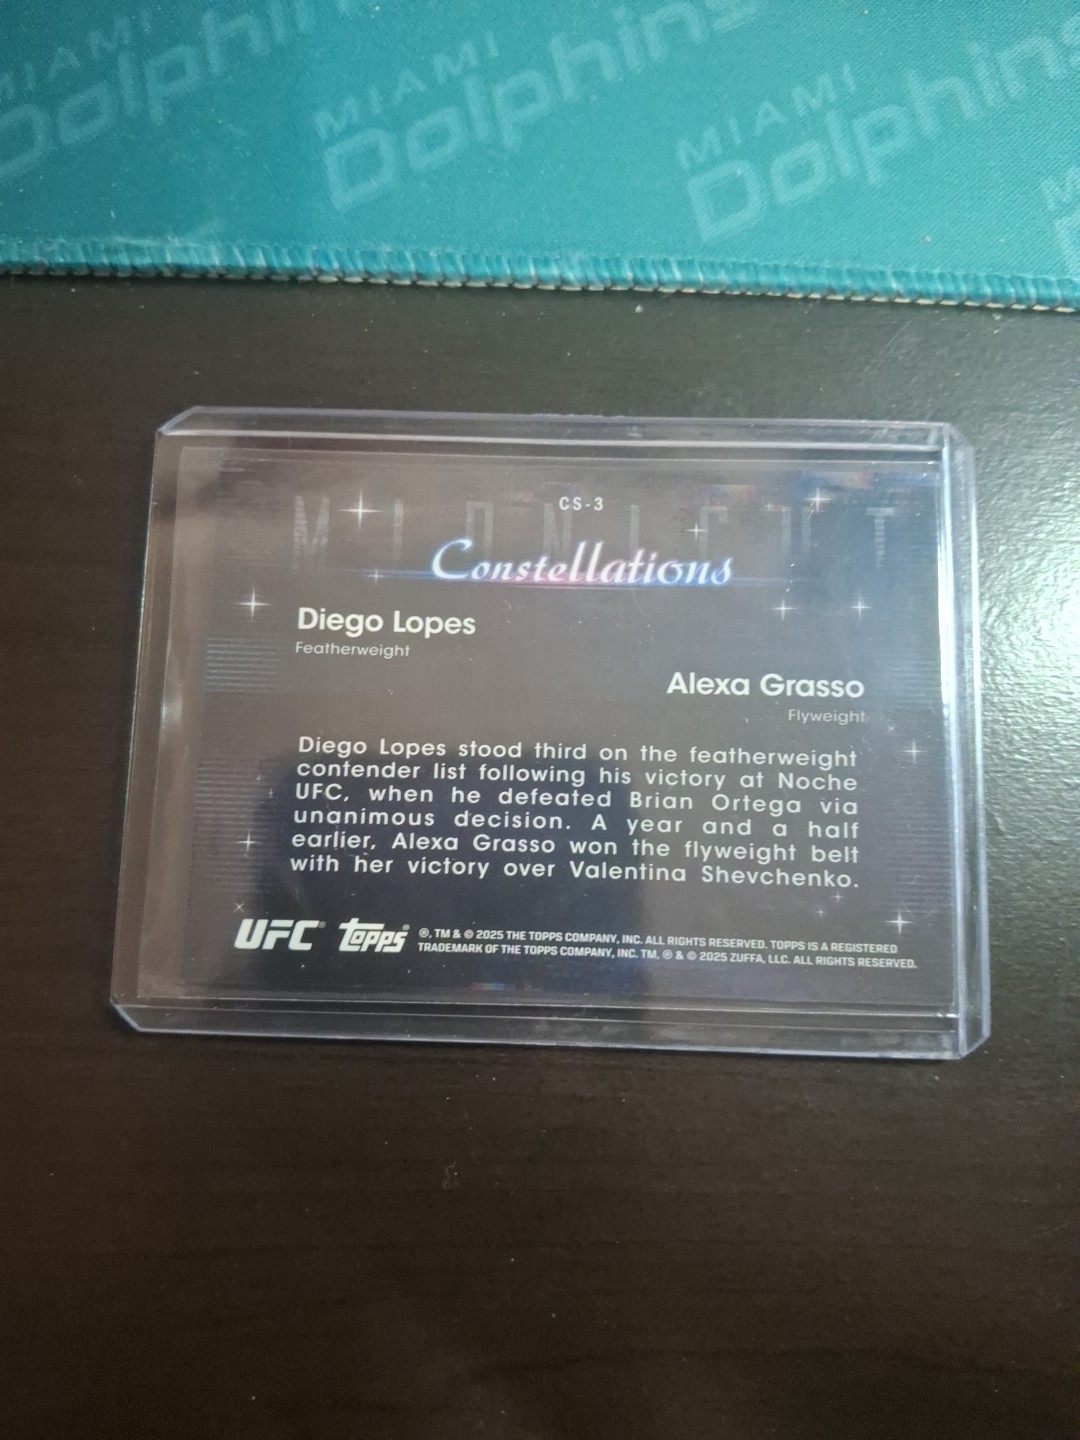 MIAMI
Dolphins
MIAMI
Dolphins
MIAMI
Dolphins
CS-3
MIDNIGHT
Constellations
Diego Lopes
Featherweight
Alexa Grasso
Flyweight
Diego Lopes stood third on the featherweight
contender list following his victory at Noche
UFC, when he defeated Brian Ortega via
unanimous decision. A year and a half
earlier, Alexa Grasso won the flyweight belt
with her victory over Valentina Shevchenko.
UFC® topps® ®, TM & © 2025 THE TOPPS COMPANY, INC. ALL RIGHTS RESERVED. TOPPS IS A REGISTERED
TRADEMARK OF THE TOPPS COMPANY, INC. TM, ® & © 2025 ZUFFA, LLC. ALL RIGHTS RESERVED.